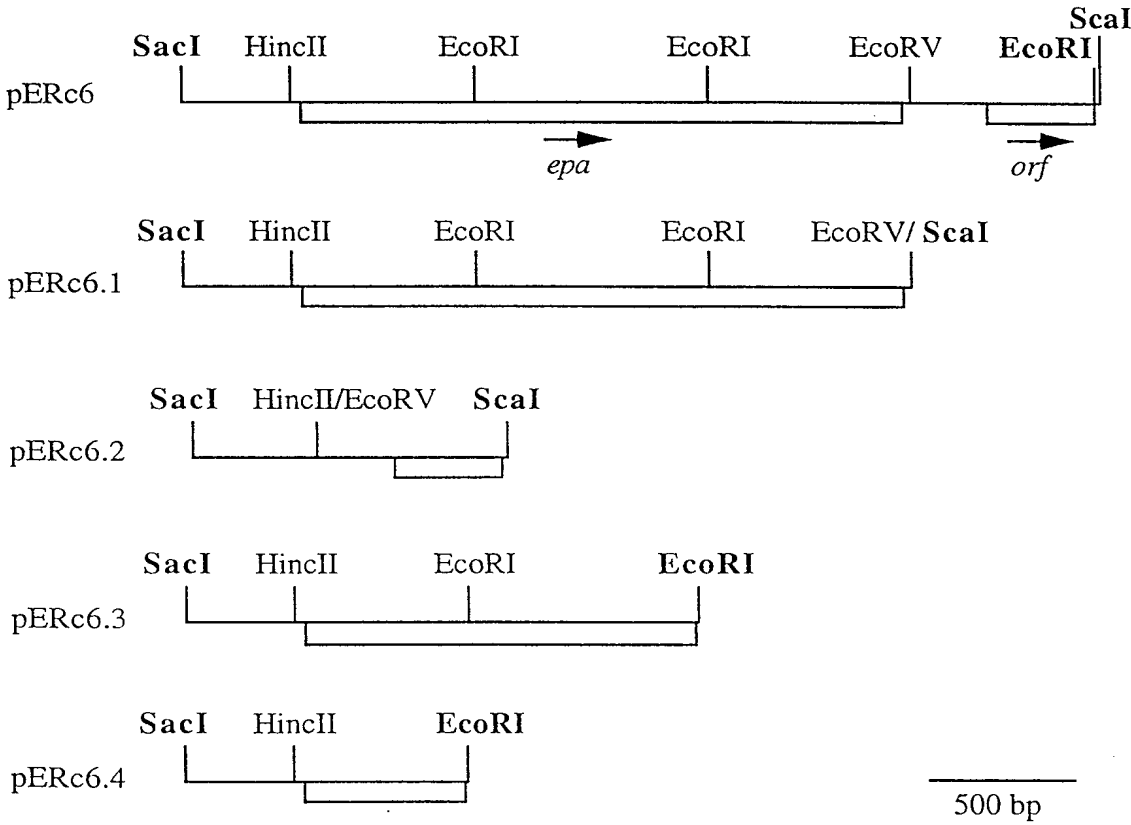 ScaI
SacI HincII EcoRI EcoRI EcoRV EcoRI
pERc6
epa orf
SacI HincII EcoRI EcoRI EcoRV/ ScaI
pERc6.1
SacI HincII/EcoRV ScaI
pERc6.2
SacI HincII EcoRI EcoRI
pERc6.3
SacI HincII EcoRI
pERc6.4
500 bp